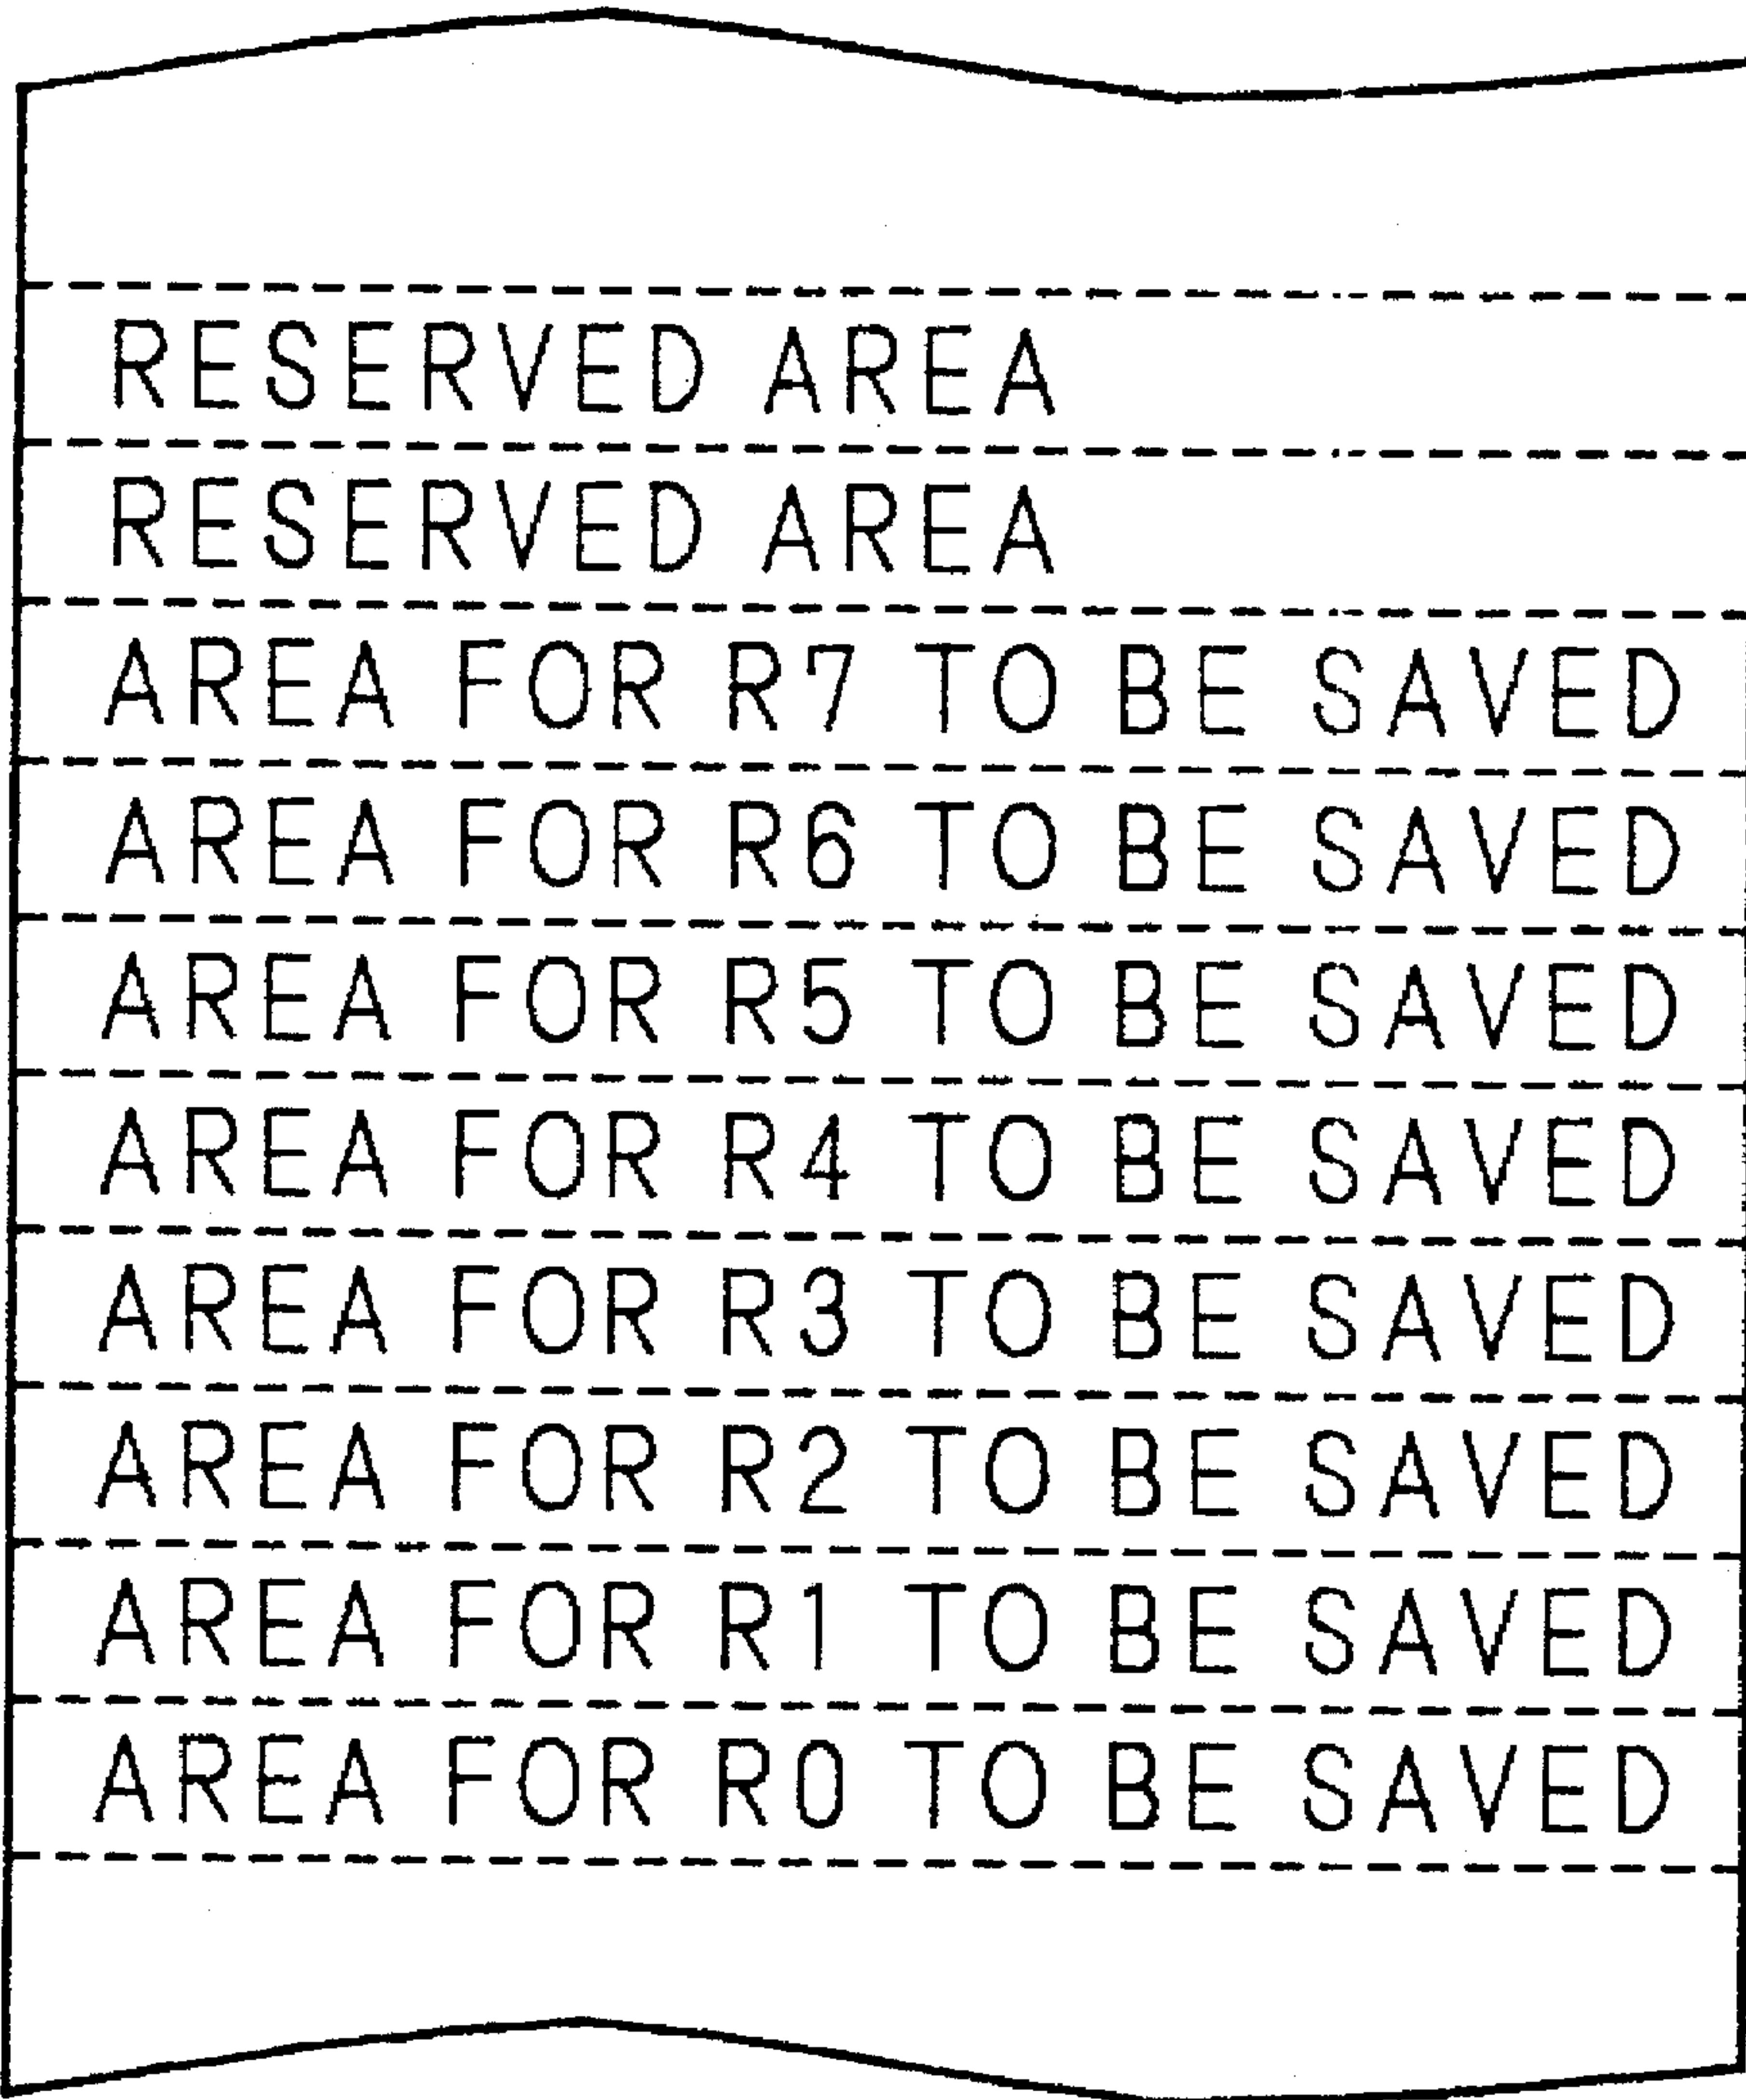 RESERVED AREA
RESERVED AREA
AREA FOR R7 TO BE SAVED
AREA FOR R6 TO BE SAVED
AREA FOR R5 TO BE SAVED
AREA FOR R4 TO BE SAVED
AREA FOR R3 TO BE SAVED
AREA FOR R2 TO BE SAVED
AREA FOR R1 TO BE SAVED
AREA FOR R0 TO BE SAVED